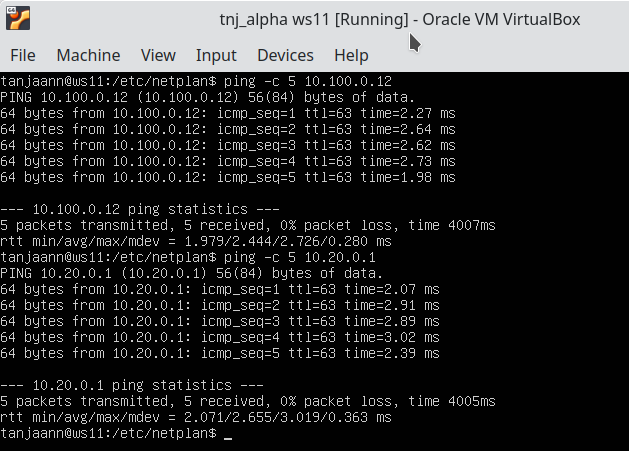 tnj_alpha ws11 [Running] - Oracle VM VirtualBox
File Machine View Input Devices Help
tanjaann@ws11:/etc/netplan$ ping -c 5 10.100.0.12
PING 10.100.0.12 (10.100.0.12) 56(84) bytes of data.
64 bytes from 10.100.0.12: icmp_seq=1 ttl=63 time=2.27 ms
64 bytes from 10.100.0.12: icmp_seq=2 ttl=63 time=2.64 ms
64 bytes from 10.100.0.12: icmp_seq=3 ttl=63 time=2.62 ms
64 bytes from 10.100.0.12: icmp_seq=4 ttl=63 time=2.73 ms
64 bytes from 10.100.0.12: icmp_seq=5 ttl=63 time=1.98 ms
--- 10.100.0.12 ping statistics ---
5 packets transmitted, 5 received, 0% packet loss, time 4007ms
rtt min/avg/max/mdev = 1.979/2.444/2.726/0.280 ms
tanjaann@ws11:/etc/netplan$ ping -c 5 10.20.0.1
PING 10.20.0.1 (10.20.0.1) 56(84) bytes of data.
64 bytes from 10.20.0.1: icmp_seq=1 ttl=63 time=2.07 ms
64 bytes from 10.20.0.1: icmp_seq=2 ttl=63 time=2.91 ms
64 bytes from 10.20.0.1: icmp_seq=3 ttl=63 time=2.89 ms
64 bytes from 10.20.0.1: icmp_seq=4 ttl=63 time=3.02 ms
64 bytes from 10.20.0.1: icmp_seq=5 ttl=63 time=2.39 ms
--- 10.20.0.1 ping statistics ---
5 packets transmitted, 5 received, 0% packet loss, time 4005ms
rtt min/avg/max/mdev = 2.071/2.655/3.019/0.363 ms
tanjaann@ws11:/etc/netplan$ _